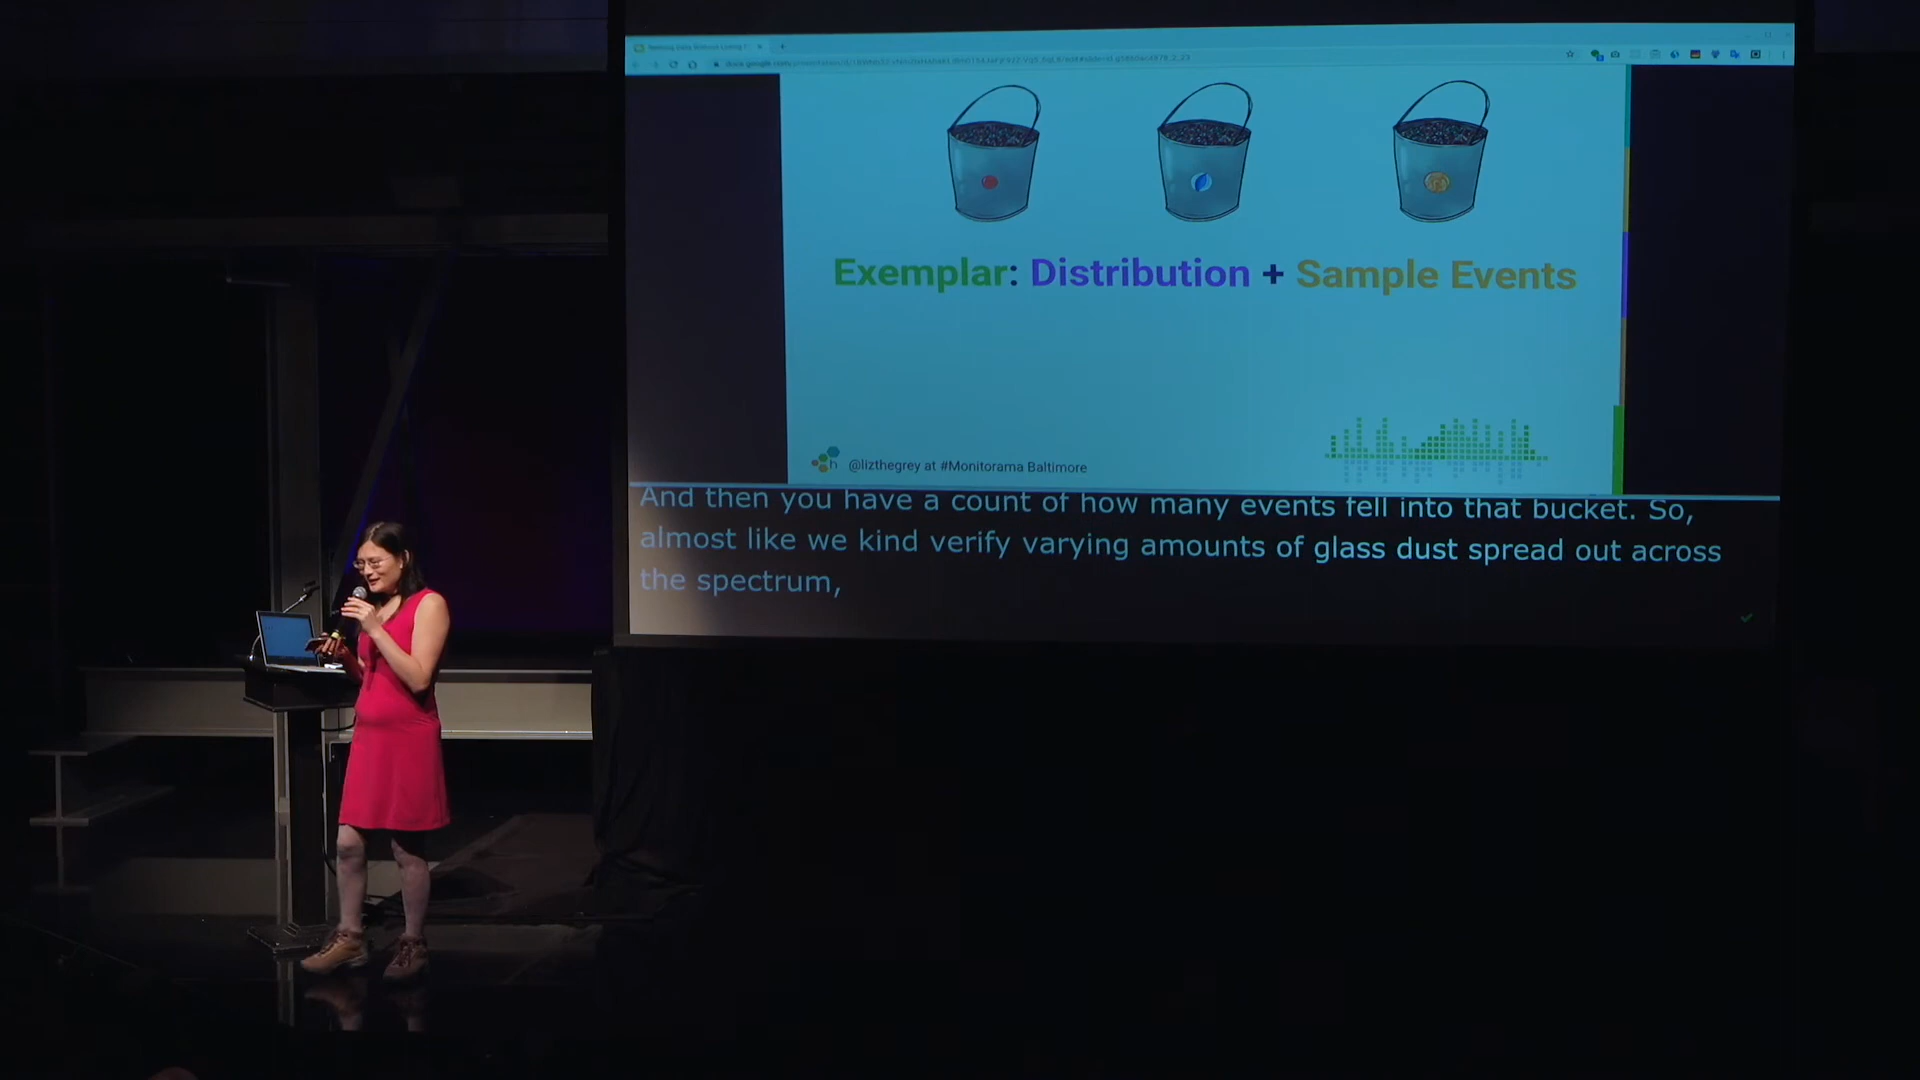 Exemplar: Distribution + Sample Events
h @lizthegrey at #Monitorama Baltimore
And then you have a count of how many events fell into that bucket. So,
almost like we kind verify varying amounts of glass dust spread out across
the spectrum,